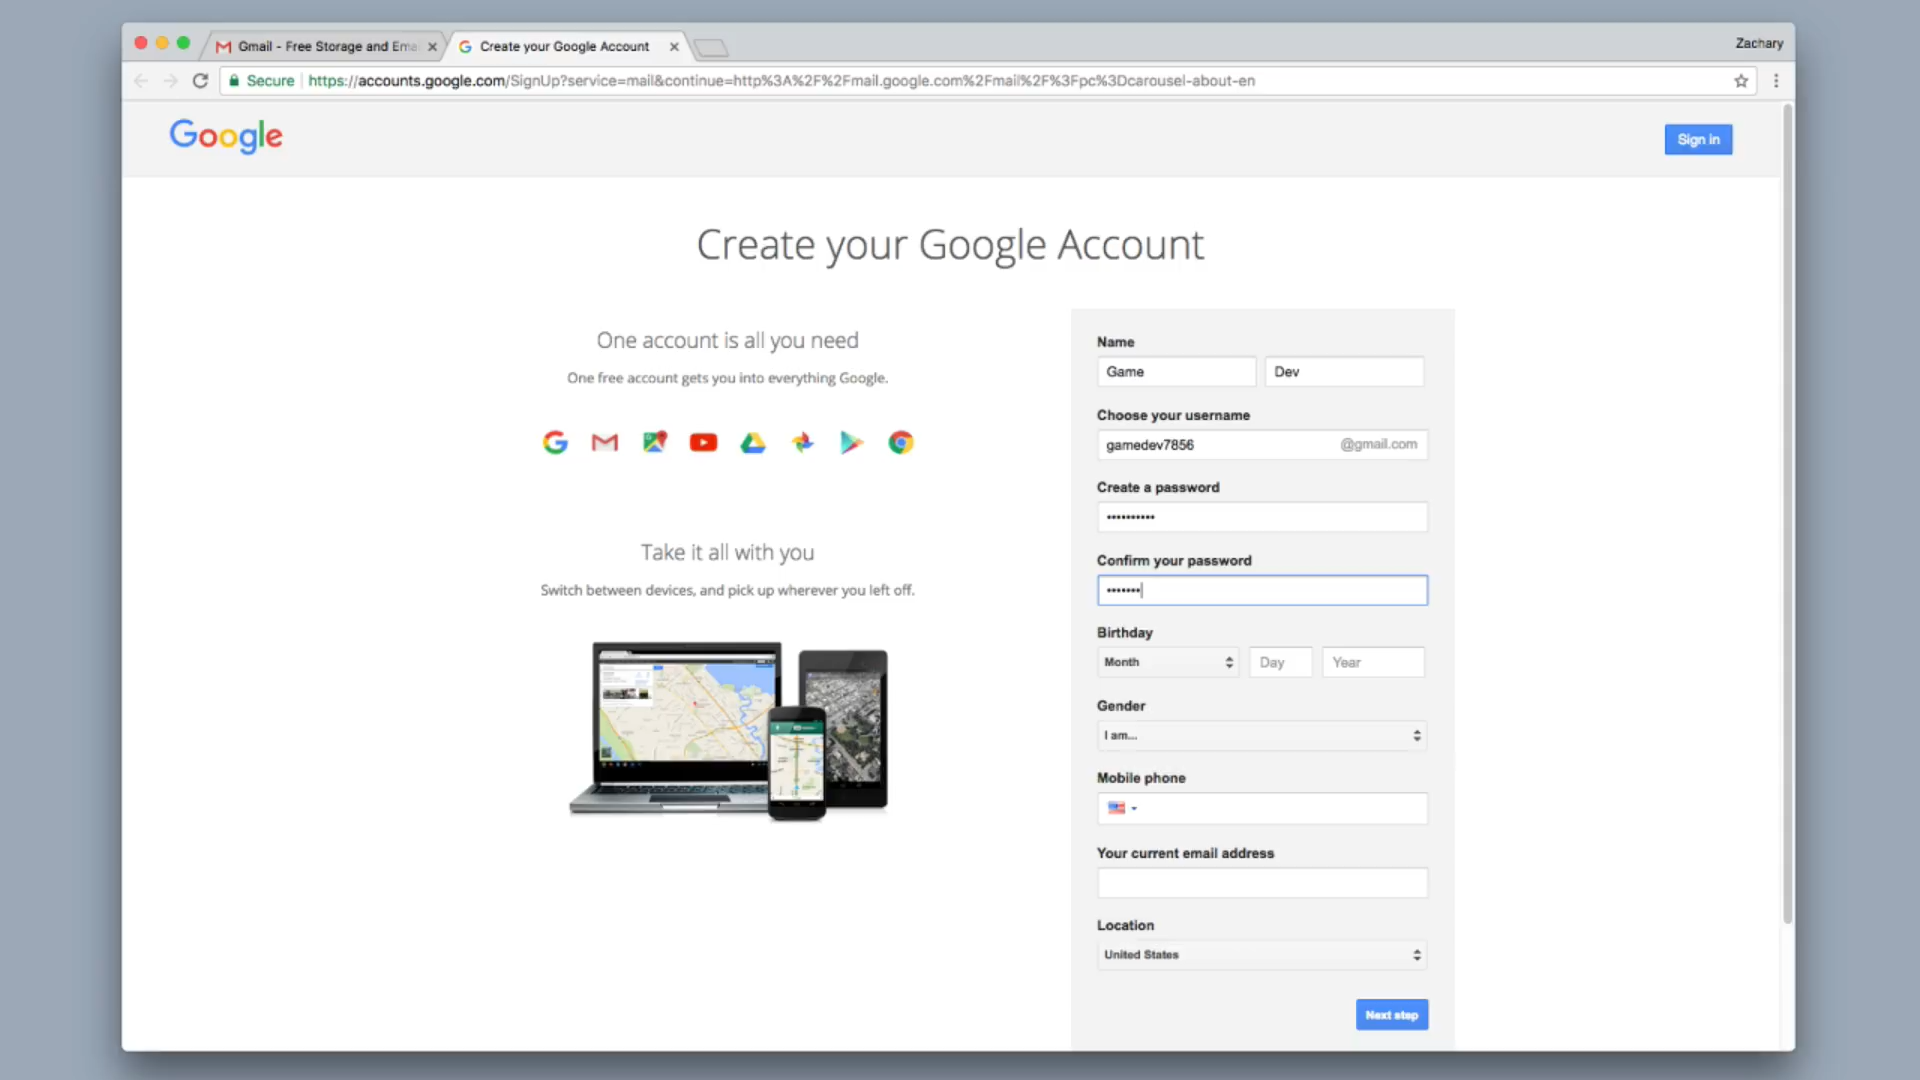 Gmail - Free Storage and Ema
Create your Google Account
Zachary
Secure
https://accounts.google.com/SignUp?service=mail&continue=http%3A%2F%2Fmail.google.com%2Fmail%2F%3Fpc%3Dcarousel-about-en
Google
Sign in
Create your Google Account
One account is all you need
One free account gets you into everything Google.
Take it all with you
Switch between devices, and pick up wherever you left off.
Name
Game
Dev
Choose your username
gamedev7856
@gmail.com
Create a password
••••••••••
Confirm your password
•••••••
Birthday
Month
Day
Year
Gender
I am...
Mobile phone
Your current email address
Location
United States
Next step